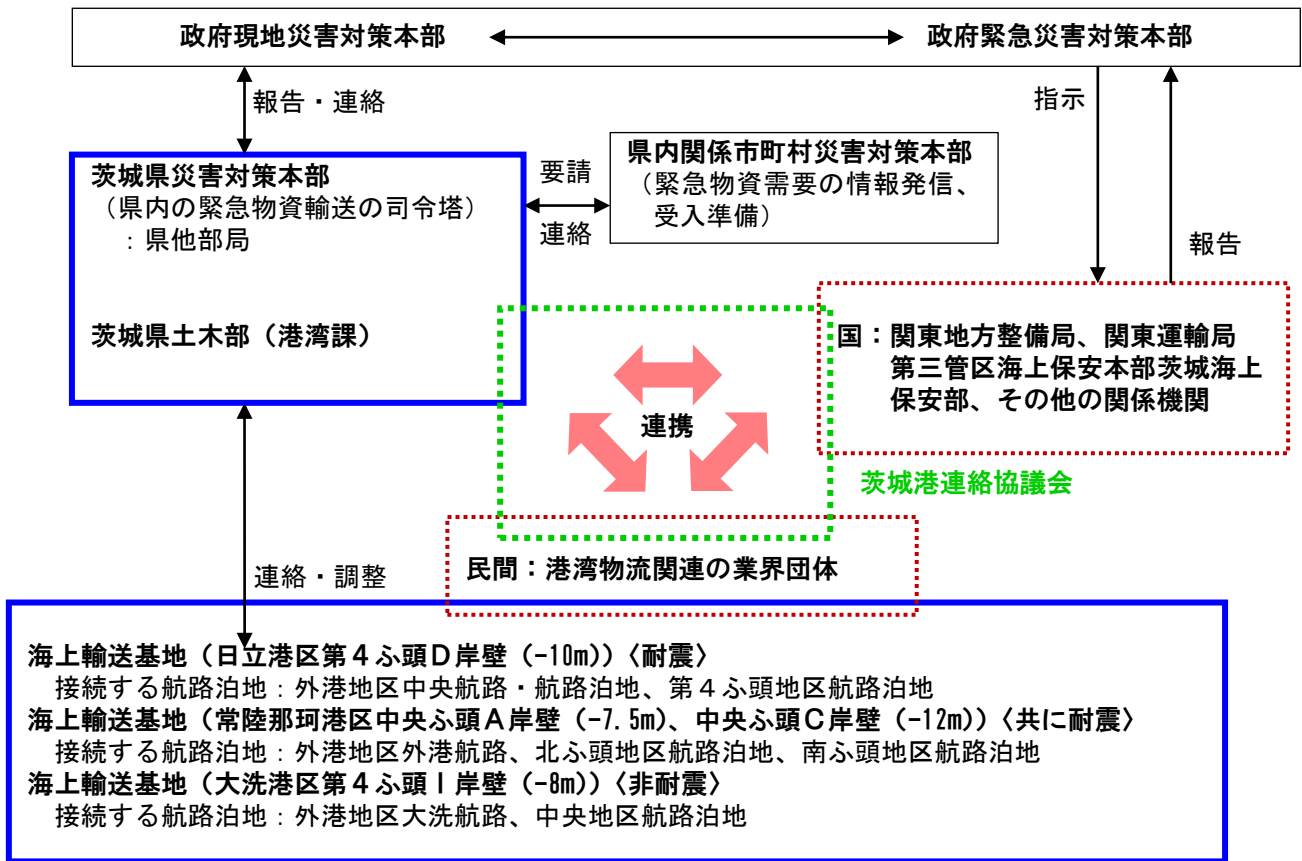 政府現地災害対策本部
政府緊急災害対策本部
報告・連絡
指示
茨城県災害対策本部
（県内の緊急物資輸送の司令塔）
：県他部局
要請
連絡
県内関係市町村災害対策本部
（緊急物資需要の情報発信、
受入準備）
報告
茨城県土木部（港湾課）
国：関東地方整備局、関東運輸局
第三管区海上保安本部茨城海上
保安部、その他の関係機関
連携
茨城港連絡協議会
民間：港湾物流関連の業界団体
連絡・調整
海上輸送基地（日立港区第４ふ頭Ｄ岸壁（-10m））〈耐震〉
接続する航路泊地：外港地区中央航路・航路泊地、第４ふ頭地区航路泊地
海上輸送基地（常陸那珂港区中央ふ頭Ａ岸壁（-7.5m）、中央ふ頭Ｃ岸壁（-12m））〈共に耐震〉
接続する航路泊地：外港地区外港航路、北ふ頭地区航路泊地、南ふ頭地区航路泊地
海上輸送基地（大洗港区第４ふ頭Ｉ岸壁（-8m））〈非耐震〉
接続する航路泊地：外港地区大洗航路、中央地区航路泊地